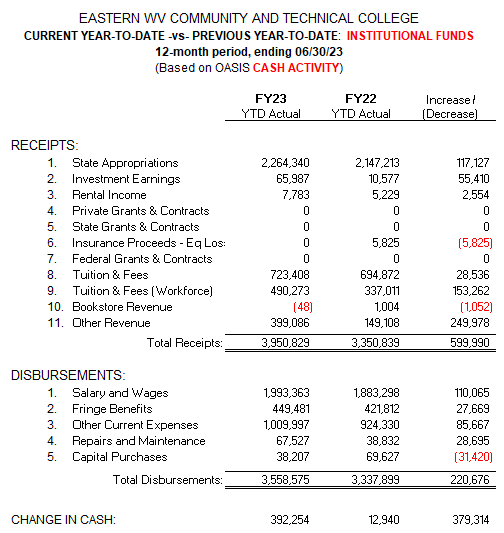 EASTERN WV COMMUNITY AND TECHNICAL COLLEGE
CURRENT YEAR-TO-DATE -vs- PREVIOUS YEAR-TO-DATE: INSTITUTIONAL FUNDS
12-month period, ending 06/30/23
(Based on OASIS CASH ACTIVITY)
FY23 FY22 Increase/
YTD Actual YTD Actual (Decrease)
RECEIPTS:
1. State Appropriations 2,264,340 2,147,213 117,127
2. Investment Earnings 65,987 10,577 55,410
3. Rental Income 7,783 5,229 2,554
4. Private Grants & Contracts 0 0 0
5. State Grants & Contracts 0 0 0
6. Insurance Proceeds - Eq Los: 0 5,825 (5,825)
7. Federal Grants & Contracts 0 0 0
8. Tuition & Fees 723,408 694,872 28,536
9. Tuition & Fees (Workforce) 490,273 337,011 153,262
10. Bookstore Revenue (48) 1,004 (1,052)
11. Other Revenue 399,086 149,108 249,978
Total Receipts: 3,950,829 3,350,839 599,990
DISBURSEMENTS:
1. Salary and Wages 1,993,363 1,883,298 110,065
2. Fringe Benefits 449,481 421,812 27,669
3. Other Current Expenses 1,009,997 924,330 85,667
4. Repairs and Maintenance 67,527 38,832 28,695
5. Capital Purchases 38,207 69,627 (31,420)
Total Disbursements: 3,558,575 3,337,899 220,676
CHANGE IN CASH: 392,254 12,940 379,314